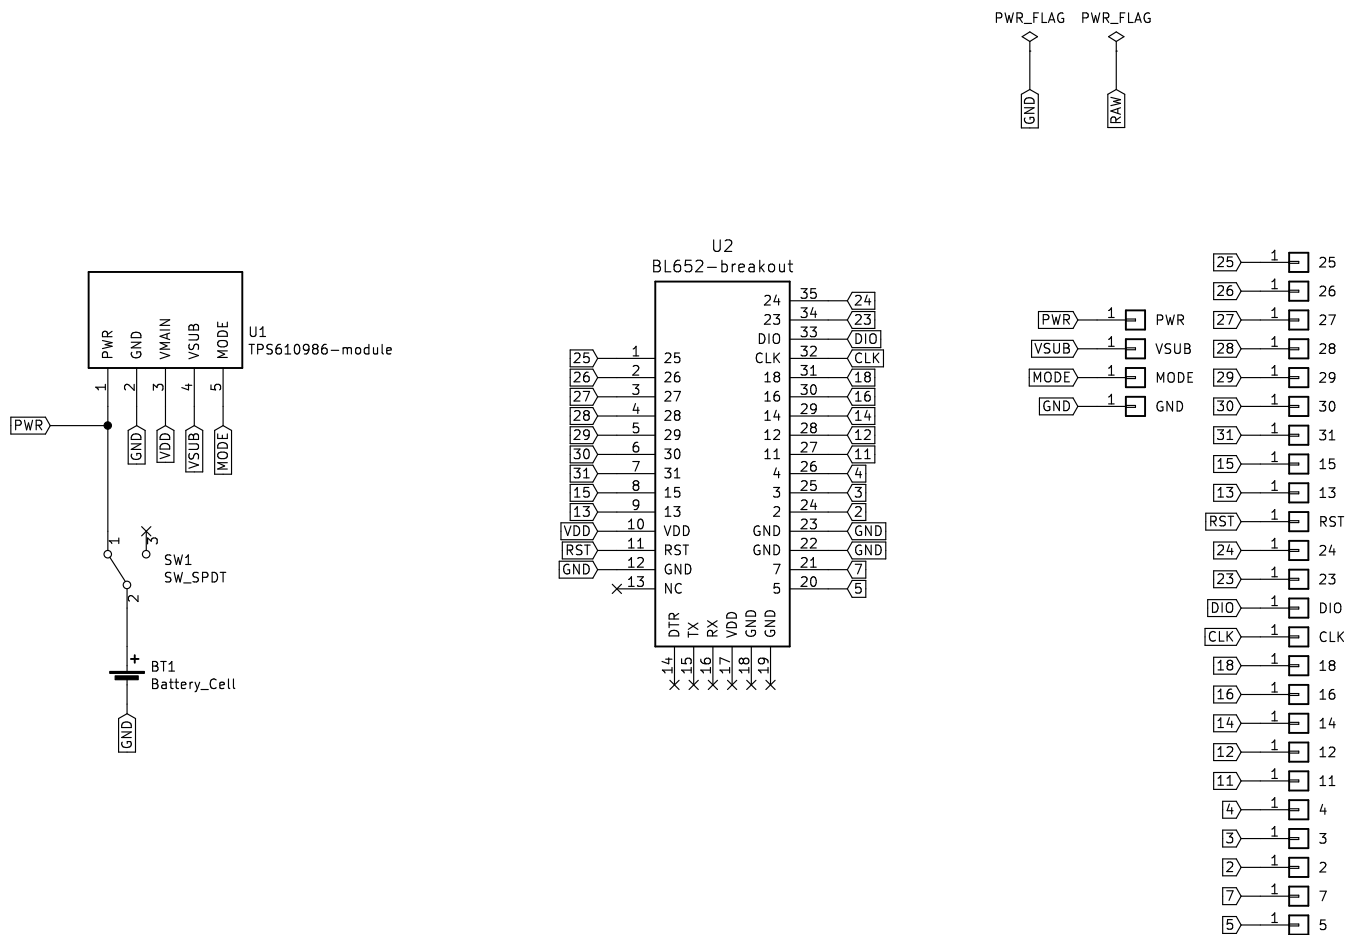 PWR_FLAG PWR_FLAG
GND RAW
U1
TPS610986-module
PWR GND VMAIN VSUB MODE
1 2 3 4 5
PWR
GND VDD VSUB MODE
1 3
SW1
SW_SPDT
2
+
BT1
Battery_Cell
GND
U2
BL652-breakout
24 35 24
23 34 23
DIO 33 DIO
25 1 25 CLK 32 CLK
26 2 26 18 31 18
27 3 27 16 30 16
28 4 28 14 29 14
29 5 29 12 28 12
30 6 30 11 27 11
31 7 31 4 26 4
15 8 15 3 25 3
13 9 13 2 24 2
VDD 10 VDD GND 23 GND
RST 11 RST GND 22 GND
GND 12 GND 7 21 7
13 NC 5 20 5
DTR TX RX VDD GND GND
14 15 16 17 18 19
PWR 1 PWR
VSUB 1 VSUB
MODE 1 MODE
GND 1 GND
25 1 25
26 1 26
27 1 27
28 1 28
29 1 29
30 1 30
31 1 31
15 1 15
13 1 13
RST 1 RST
24 1 24
23 1 23
DIO 1 DIO
CLK 1 CLK
18 1 18
16 1 16
14 1 14
12 1 12
11 1 11
4 1 4
3 1 3
2 1 2
7 1 7
5 1 5